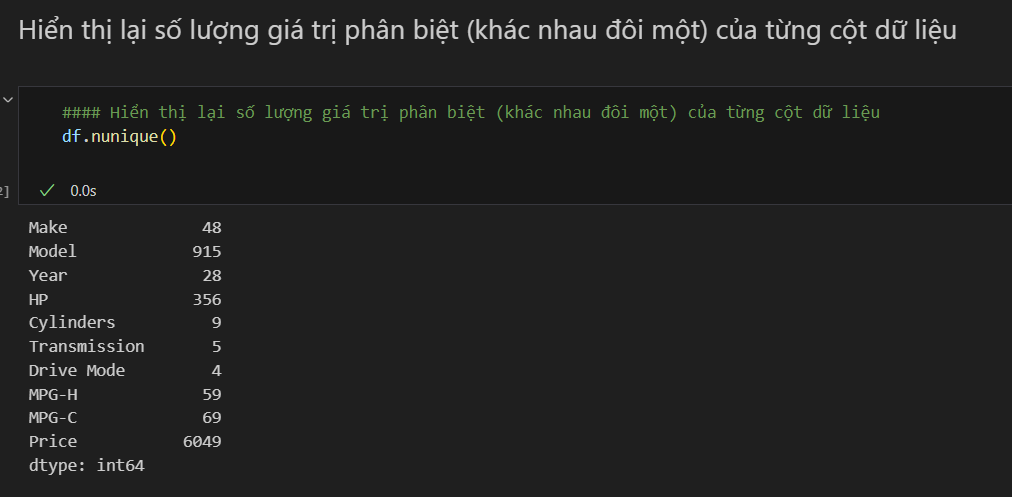 Hiển thị lại số lượng giá trị phân biệt (khác nhau đôi một) của từng cột dữ liệu
#### Hiển thị lại số lượng giá trị phân biệt (khác nhau đôi một) của từng cột dữ liệu
df.nunique()
2] 0.0s
Make 48
Model 915
Year 28
HP 356
Cylinders 9
Transmission 5
Drive Mode 4
MPG-H 59
MPG-C 69
Price 6049
dtype: int64